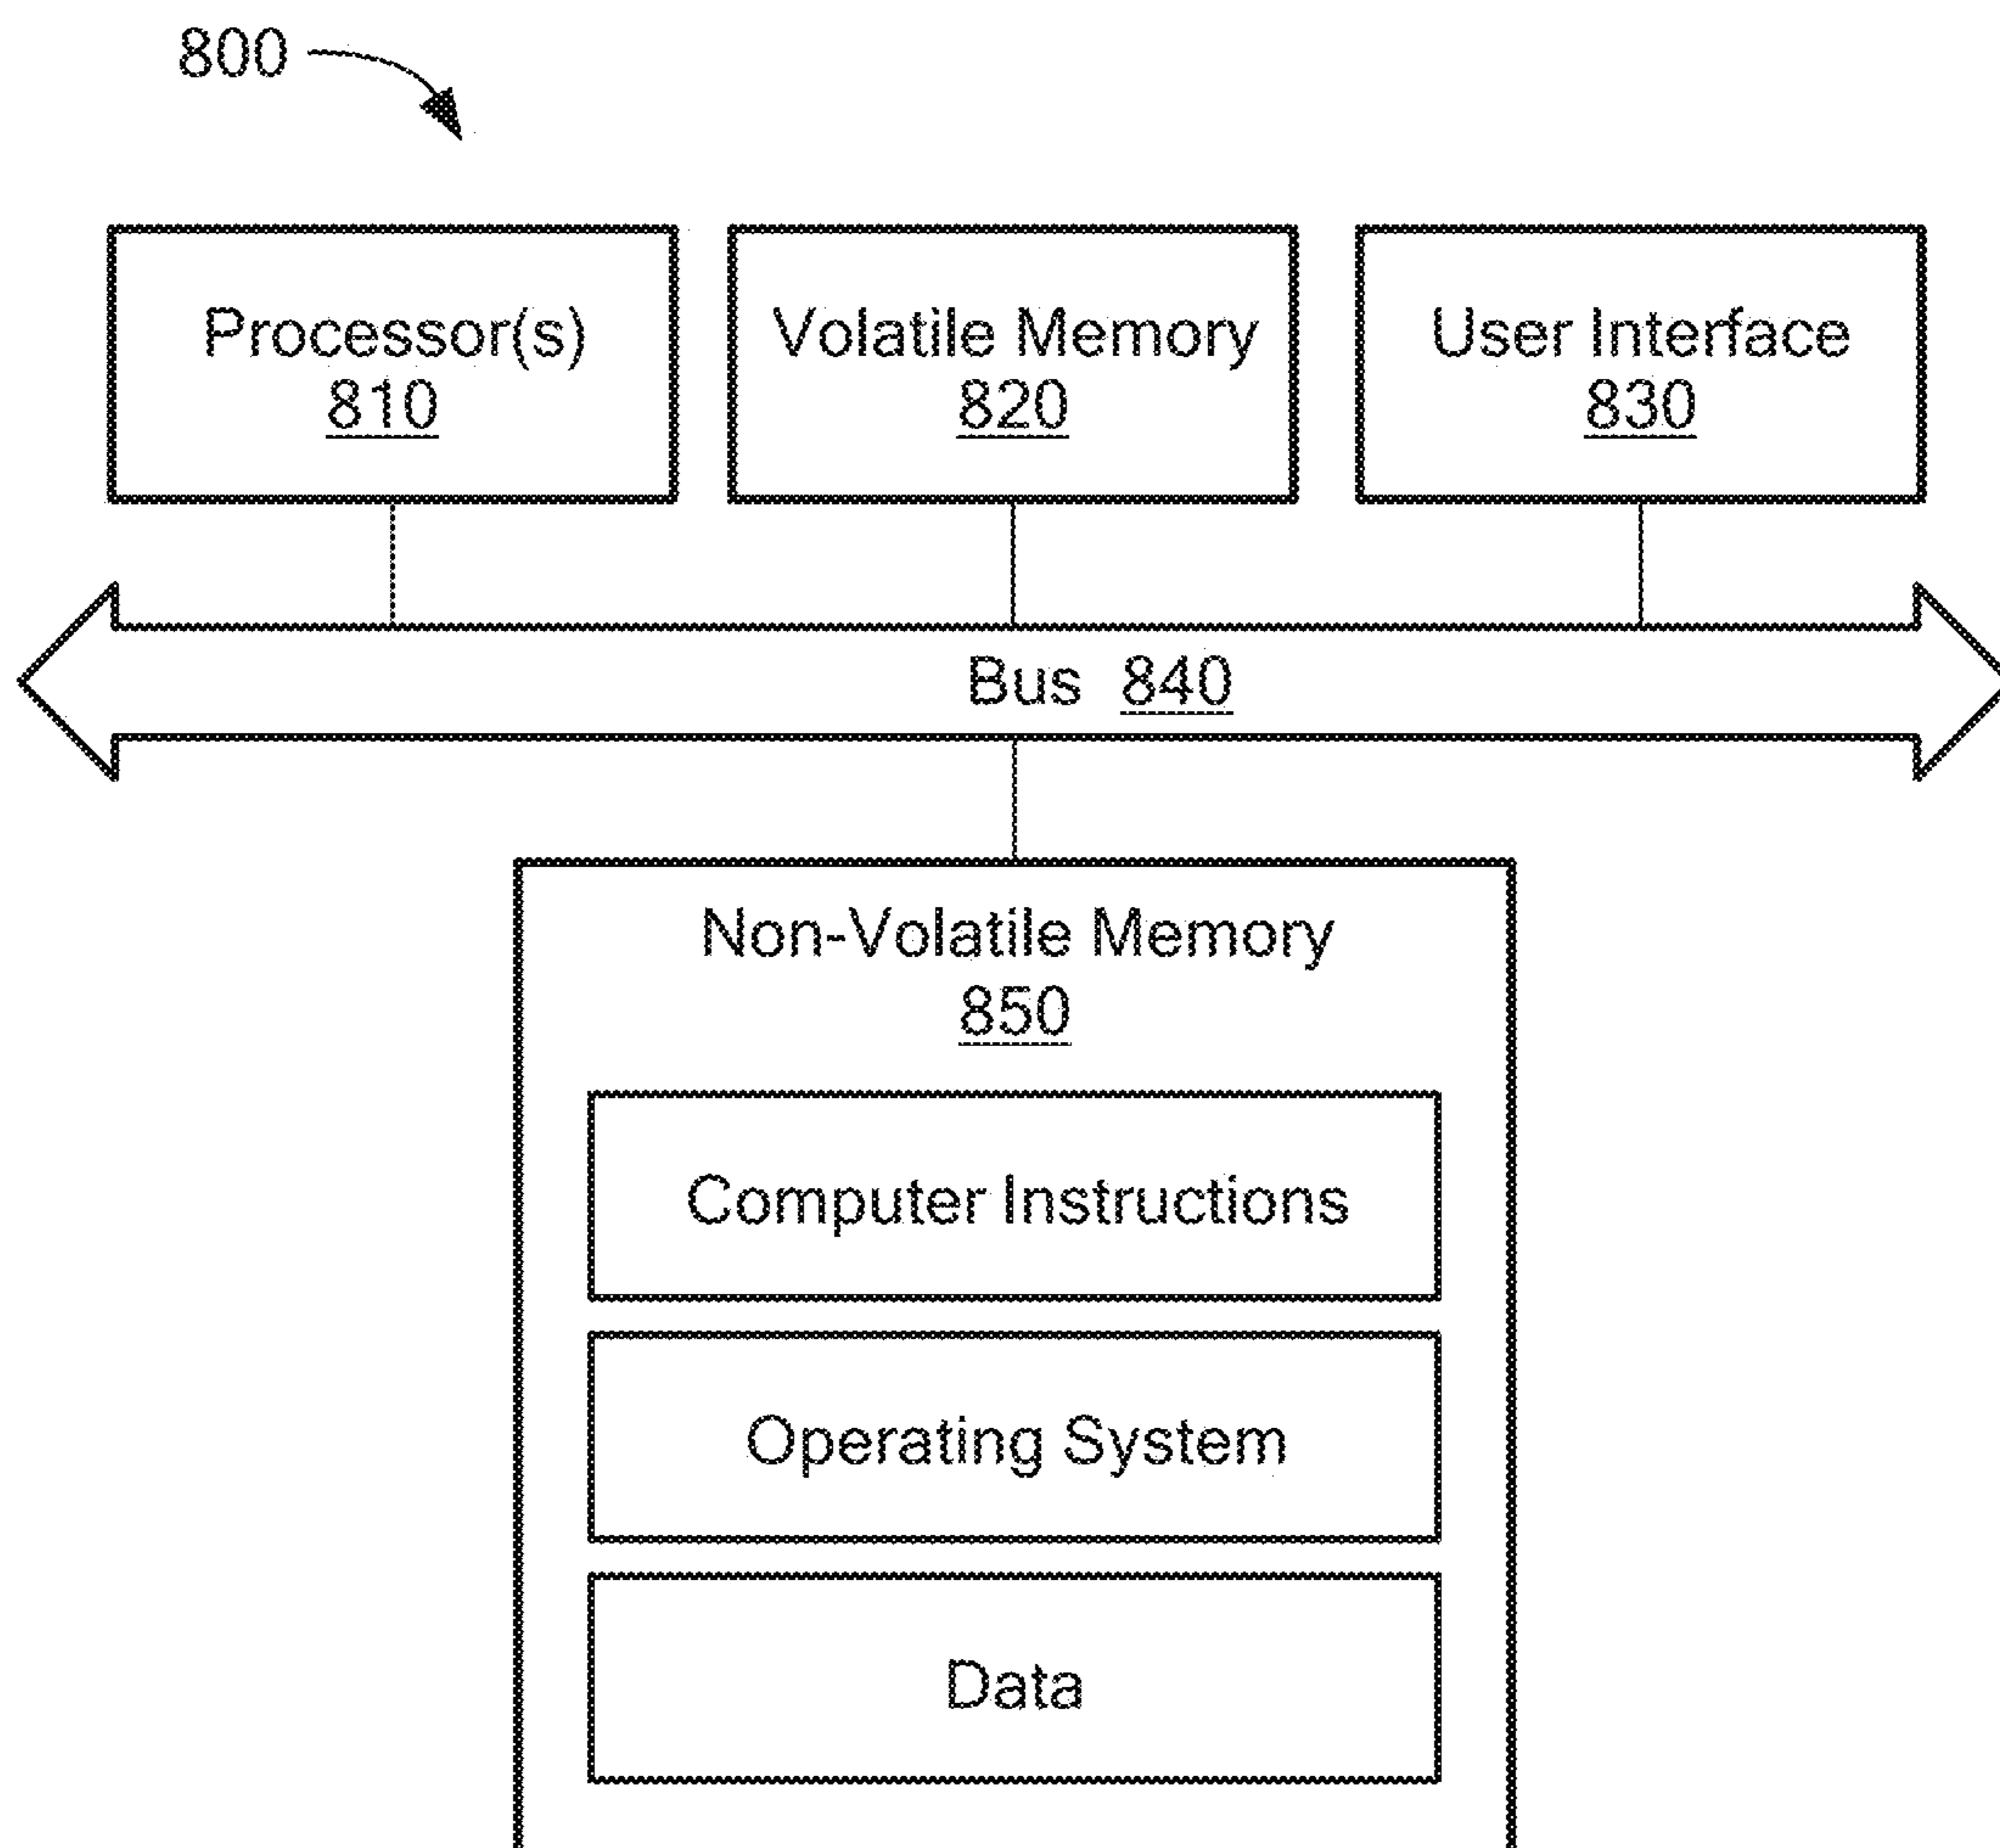 800
Processor(s)
810
Volatile Memory
820
User Interface
830
Bus 840
Non-Volatile Memory
850
Computer Instructions
Operating System
Data